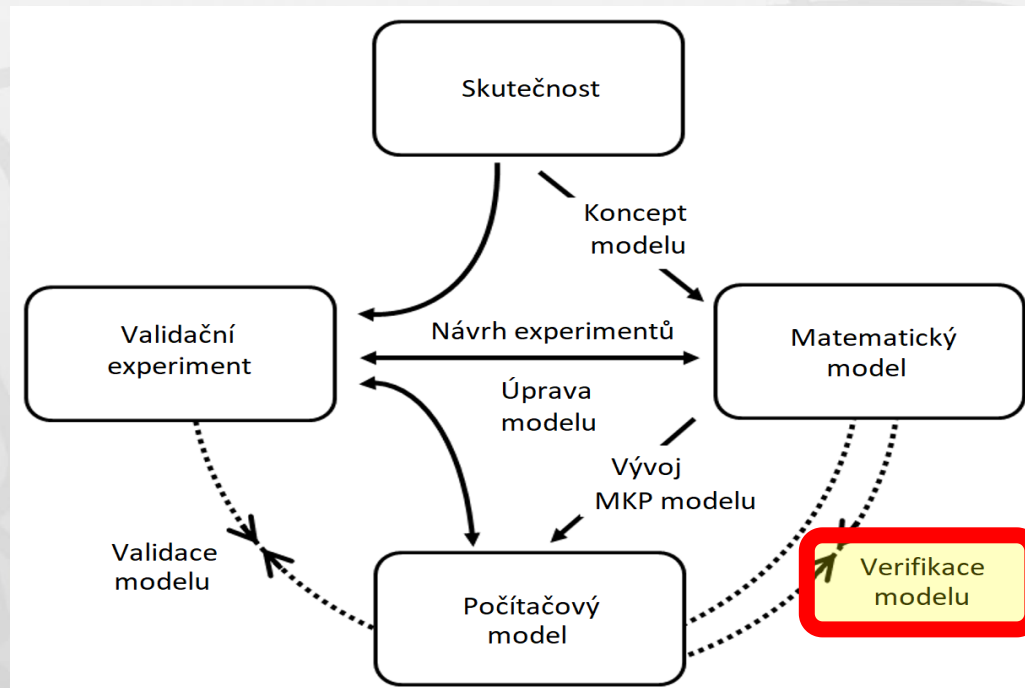 Skutečnost
Koncept
modelu
Validační
experiment
Návrh experimentů
Matematický
model
Úprava
modelu
Vývoj
MKP modelu
Validace
modelu
Počítačový
model
Verifikace
modelu